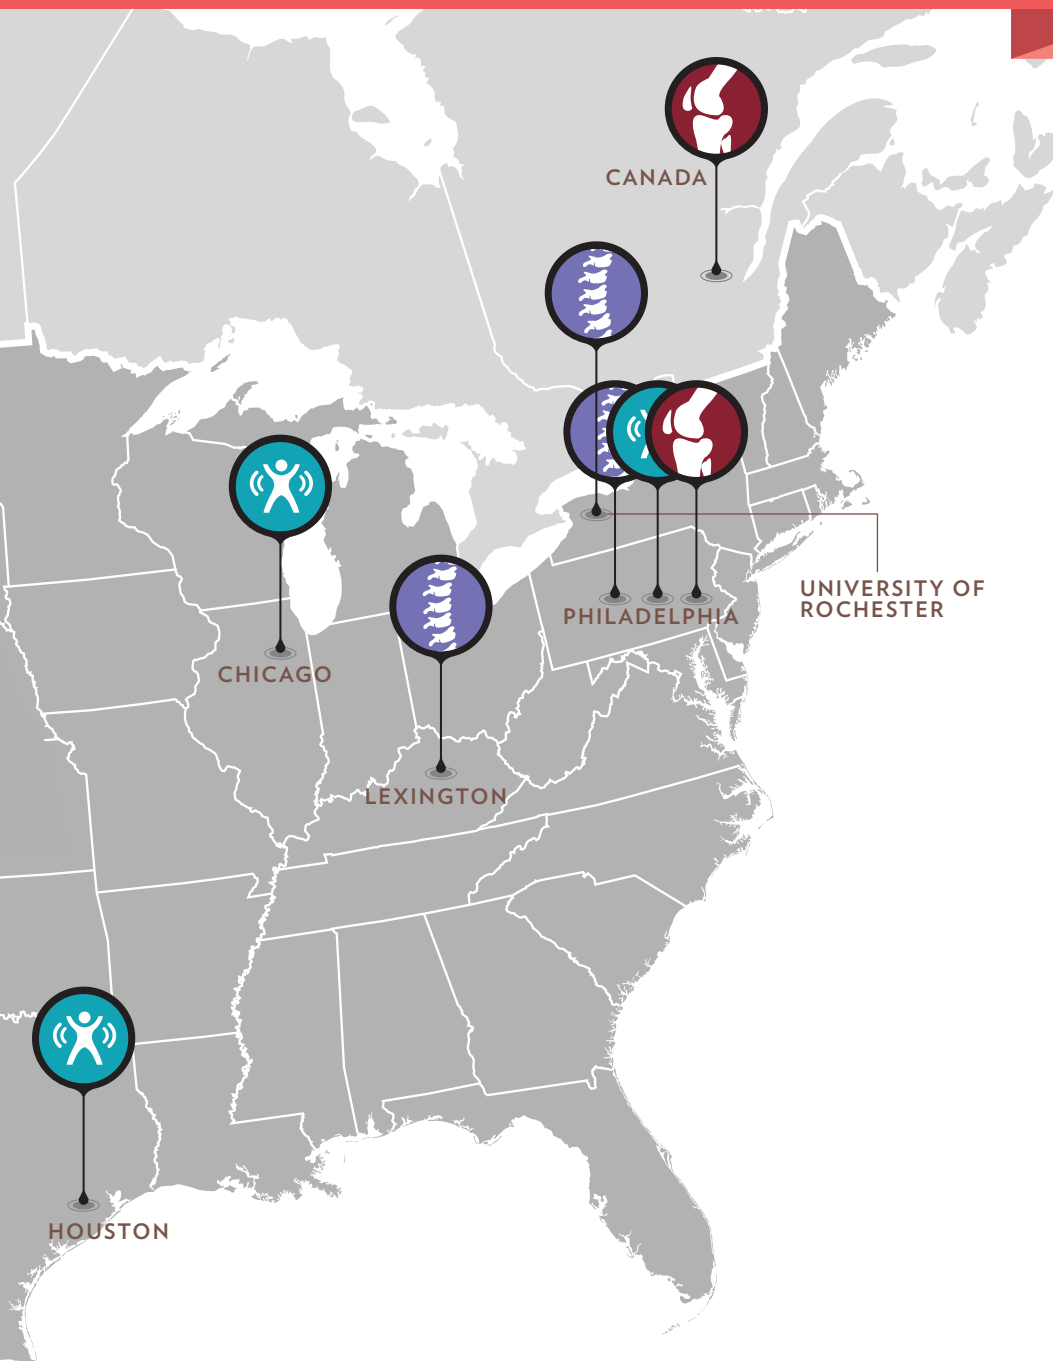 CANADA
UNIVERSITY OF
ROCHESTER
PHILADELPHIA
CHICAGO
LEXINGTON
HOUSTON